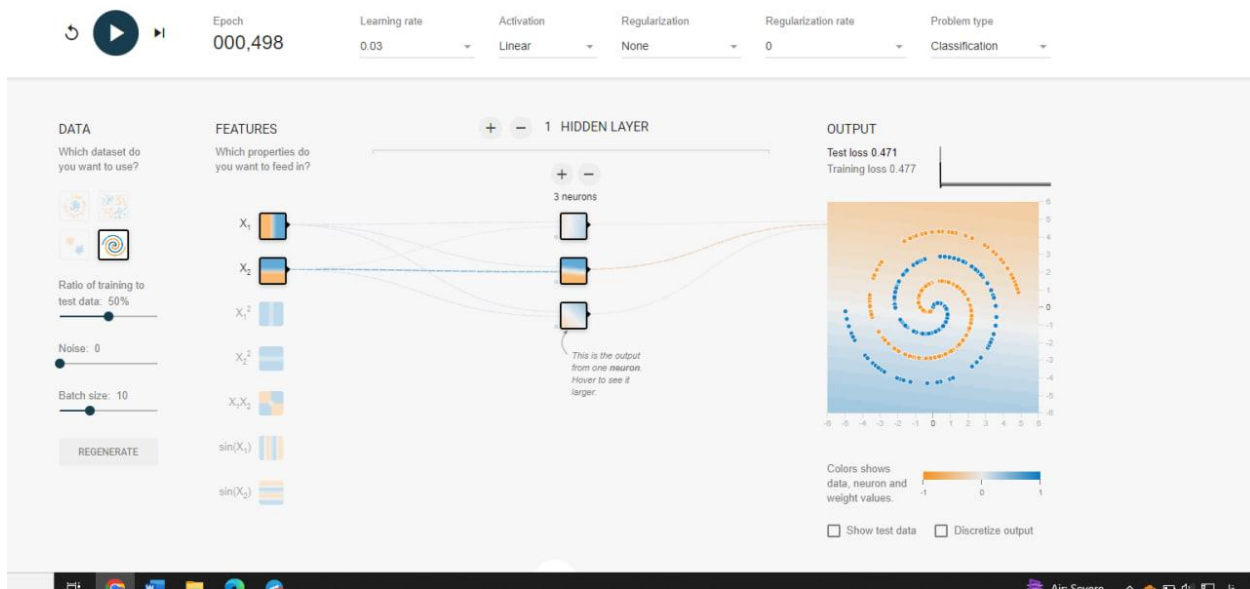 Epoch
000,498
Learning rate
0.03
Activation
Linear
Regularization
None
Regularization rate
0
Problem type
Classification
DATA
Which dataset do
you want to use?
Ratio of training to
test data: 50%
Noise: 0
Batch size: 10
REGENERATE
FEATURES
Which properties do
you want to feed in?
X₁
X₂
X₁²
X₂²
X₁X₂
sin(X₁)
sin(X₂)
+ − 1 HIDDEN LAYER
+ −
3 neurons
This is the output
from one neuron.
Hover to see it
larger.
OUTPUT
Test loss 0.471
Training loss 0.477
6
5
4
3
2
1
0
-1
-2
-3
-4
-5
-6
-6 -5 -4 -3 -2 -1 0 1 2 3 4 5 6
Colors shows
data, neuron and
weight values.
-1 0 1
Show test data
Discretize output
Air: Severe